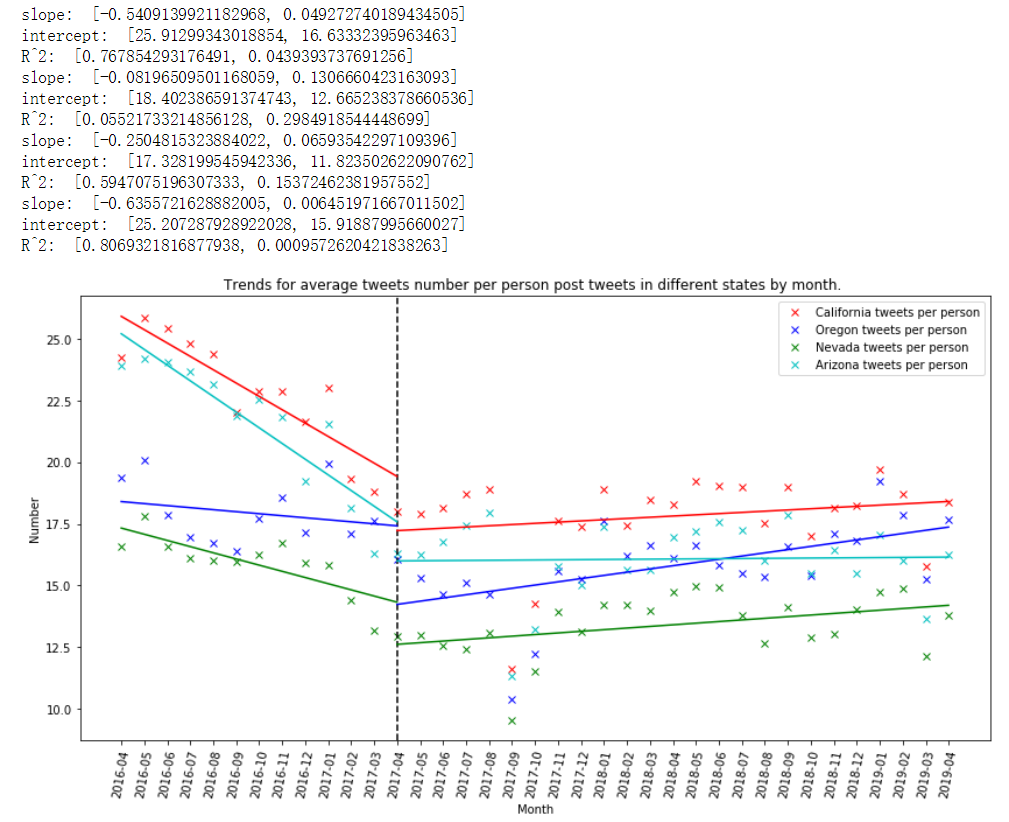 slope:  [-0.5409139921182968, 0.049272740189434505]
intercept:  [25.91299343018854, 16.63332395963463]
R^2:  [0.767854293176491, 0.0439393737691256]
slope:  [-0.08196509501168059, 0.1306660423163093]
intercept:  [18.402386591374743, 12.665238378660536]
R^2:  [0.05521733214856128, 0.2984918544448699]
slope:  [-0.2504815323884022, 0.06593542297109396]
intercept:  [17.328199545942336, 11.823502622090762]
R^2:  [0.5947075196307333, 0.15372462381957552]
slope:  [-0.6355721628882005, 0.006451971667011502]
intercept:  [25.207287928922028, 15.91887995660027]
R^2:  [0.8069321816877938, 0.0009572620421838263]
Trends for average tweets number per person post tweets in different states by month.
California tweets per person
Oregon tweets per person
Nevada tweets per person
Arizona tweets per person
25.0
22.5
20.0
17.5
15.0
12.5
10.0
Number
2016-04
2016-05
2016-06
2016-07
2016-08
2016-09
2016-10
2016-11
2016-12
2017-01
2017-02
2017-03
2017-04
2017-05
2017-06
2017-07
2017-08
2017-09
2017-10
2017-11
2017-12
2018-01
2018-02
2018-03
2018-04
2018-05
2018-06
2018-07
2018-08
2018-09
2018-10
2018-11
2018-12
2019-01
2019-02
2019-03
2019-04
Month